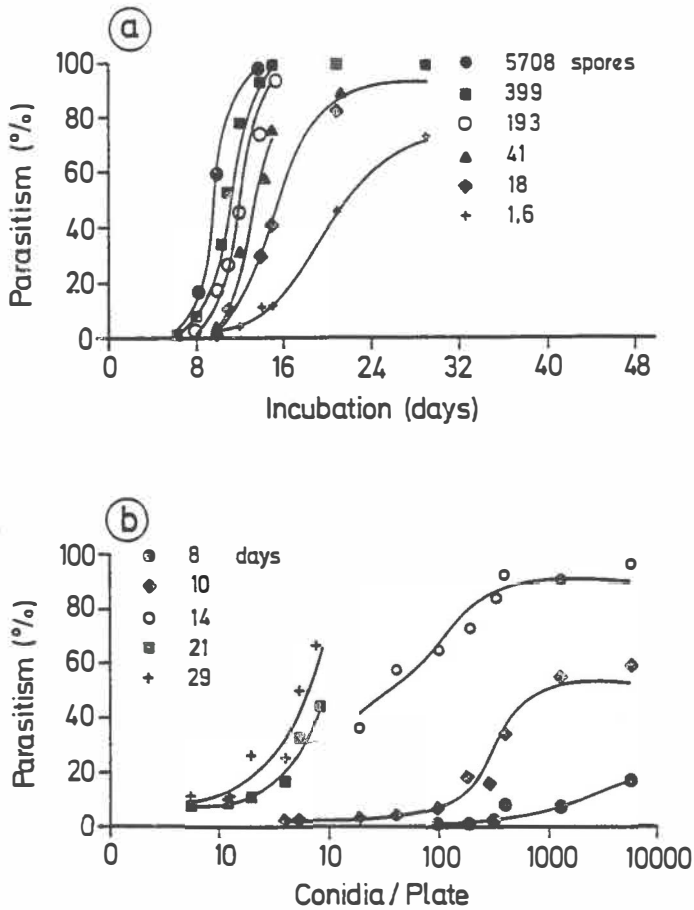 a
100
80
60
40
20
0
Parasitism (%)
5708 spores
399
193
41
18
1,6
0 8 16 24 32 40 48
Incubation (days)
b
100
80
60
40
20
0
Parasitism (%)
8 days
10
14
21
29
0 10 10 100 1000 10000
Conidia/Plate